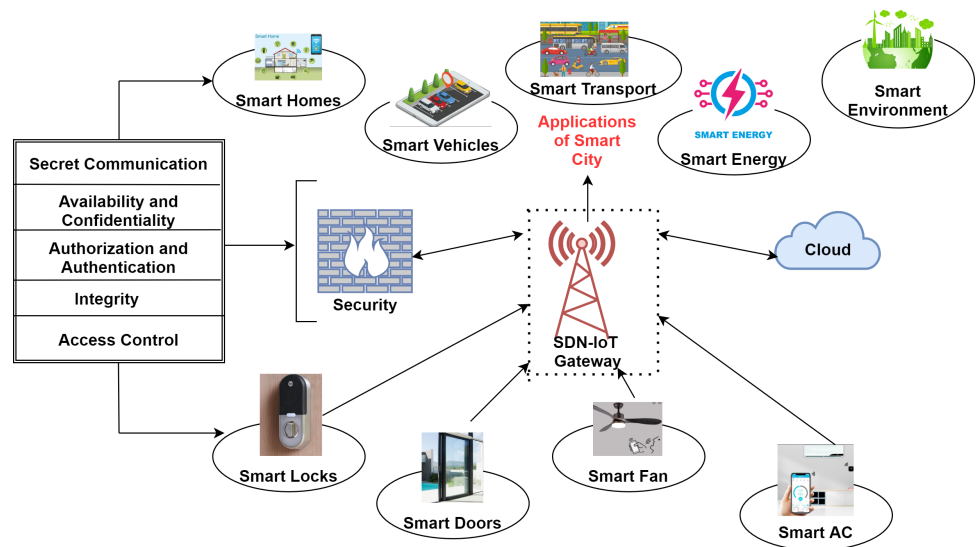 Smart Home
Smart Homes
Smart Vehicles
Smart Transport
SMART ENERGY
Smart Energy
Smart
Environment
Applications
of Smart
City
Secret Communication
Availability and
Confidentiality
Authorization and
Authentication
Integrity
Access Control
Security
SDN-IoT
Gateway
Cloud
Smart Locks
Smart Doors
Smart Fan
Smart AC